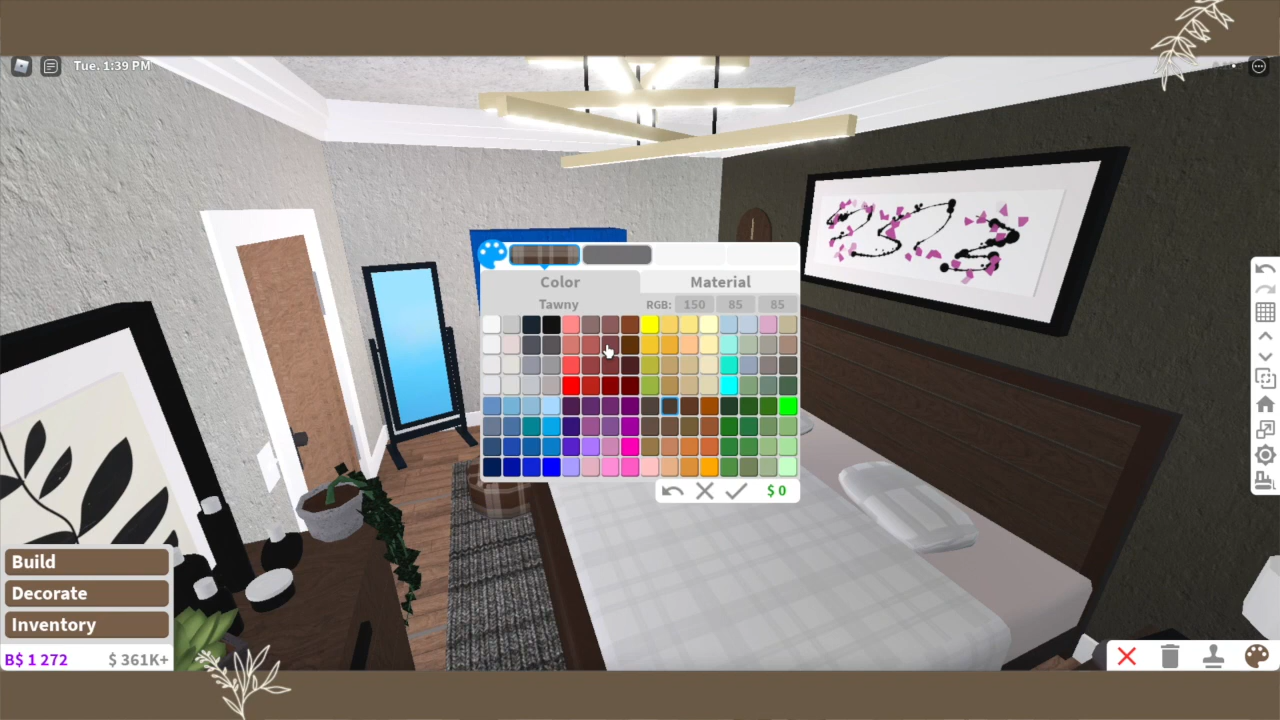 Tue. 1:39 PM
Color
Material
Tawny
RGB: 150 85 85
$ 0
Build
Decorate
Inventory
B$ 1 272
$ 361K+